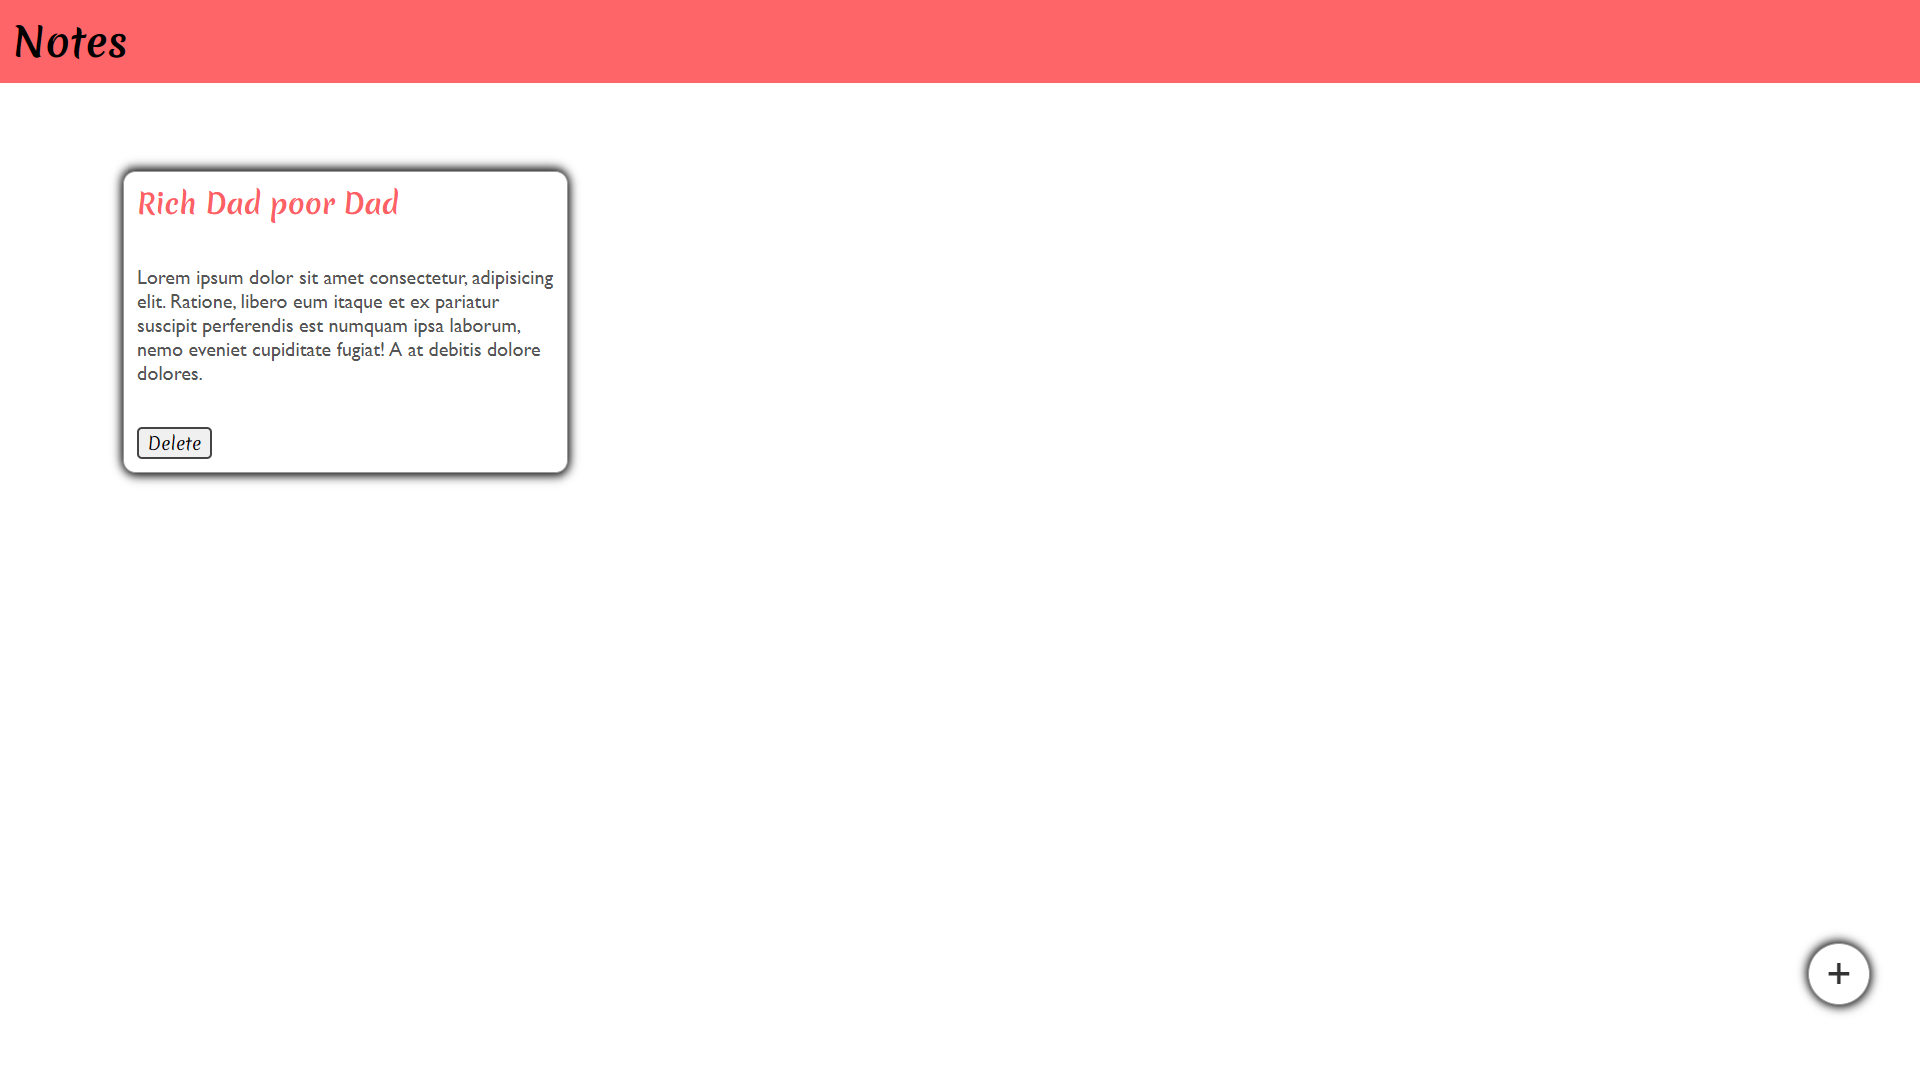 Notes
Rich Dad poor Dad
Lorem ipsum dolor sit amet consectetur, adipisicing
elit. Ratione, libero eum itaque et ex pariatur
suscipit perferendis est numquam ipsa laborum,
nemo eveniet cupiditate fugiat! A at debitis dolore
dolores.
Delete
+